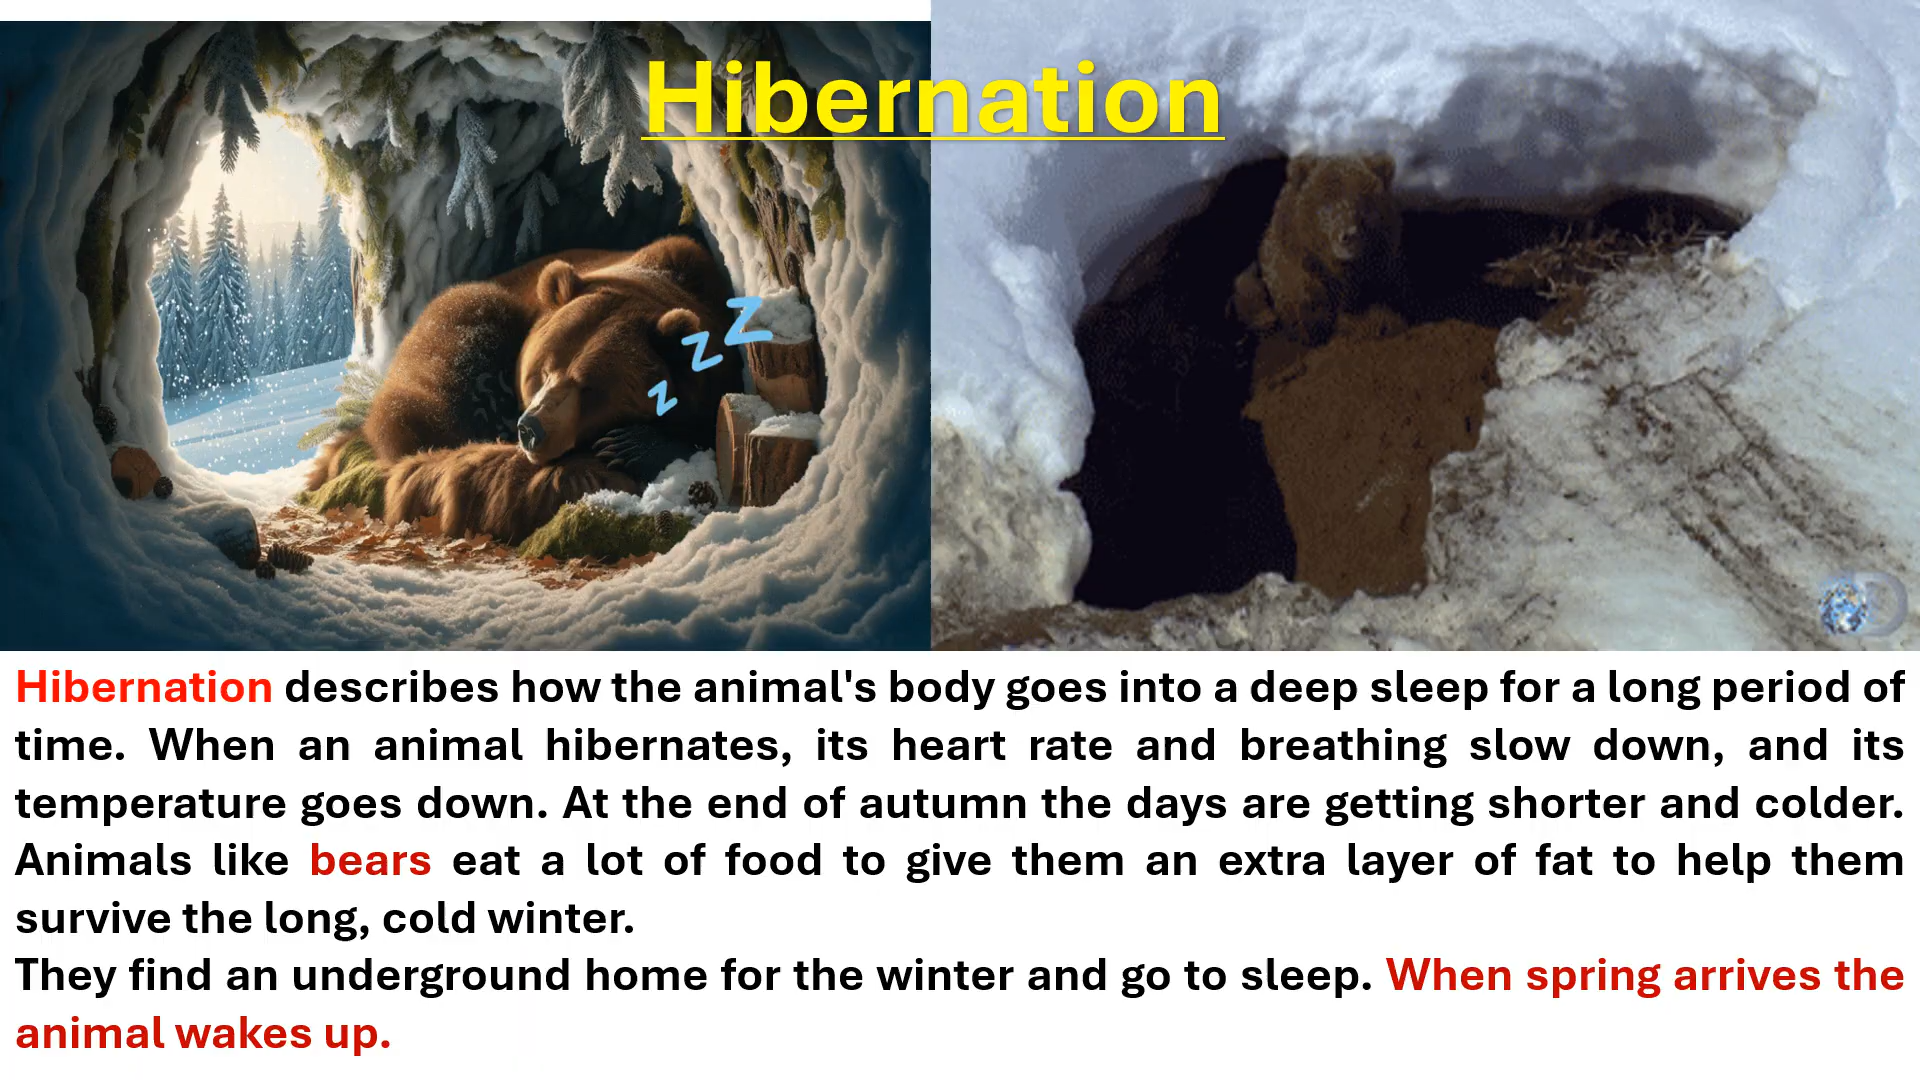 Hibernation
z z z
Hibernation describes how the animal's body goes into a deep sleep for a long period of
time. When an animal hibernates, its heart rate and breathing slow down, and its
temperature goes down. At the end of autumn the days are getting shorter and colder.
Animals like bears eat a lot of food to give them an extra layer of fat to help them
survive the long, cold winter.
They find an underground home for the winter and go to sleep. When spring arrives the
animal wakes up.